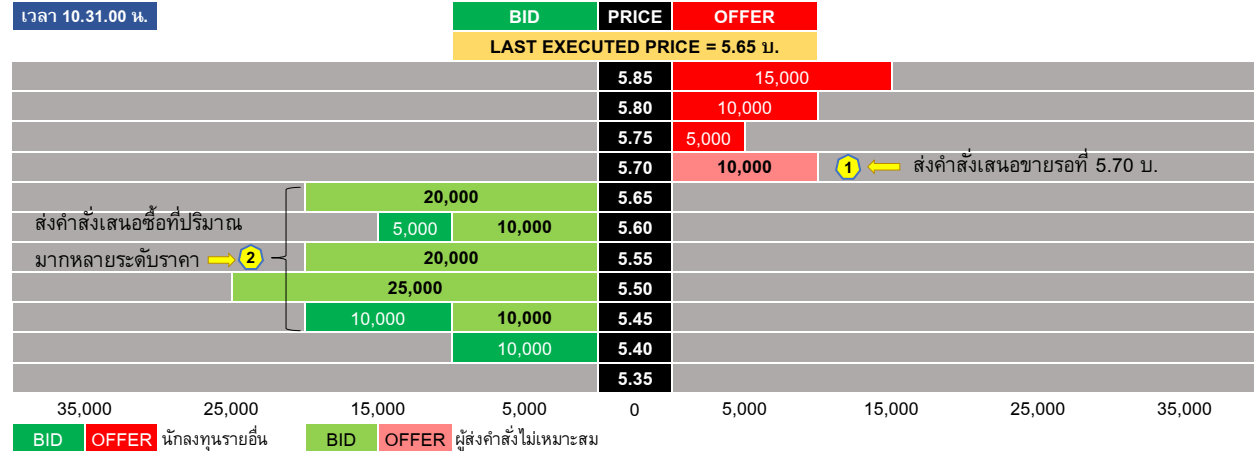 เวลา 10.31.00 น. BID PRICE OFFER
LAST EXECUTED PRICE = 5.65 บ.
5.85 15,000
5.80 10,000
5.75 5,000
5.70 10,000 1 ส่งคำสั่งเสนอขายรอที่ 5.70 บ.
20,000 5.65
ส่งคำสั่งเสนอซื้อที่ปริมาณ 5,000 10,000 5.60
มากหลายระดับราคา 2 20,000 5.55
25,000 5.50
10,000 10,000 5.45
10,000 5.40
5.35
35,000 25,000 15,000 5,000 0 5,000 15,000 25,000 35,000
BID OFFER นักลงทุนรายอื่น BID OFFER ผู้ส่งคำสั่งไม่เหมาะสม